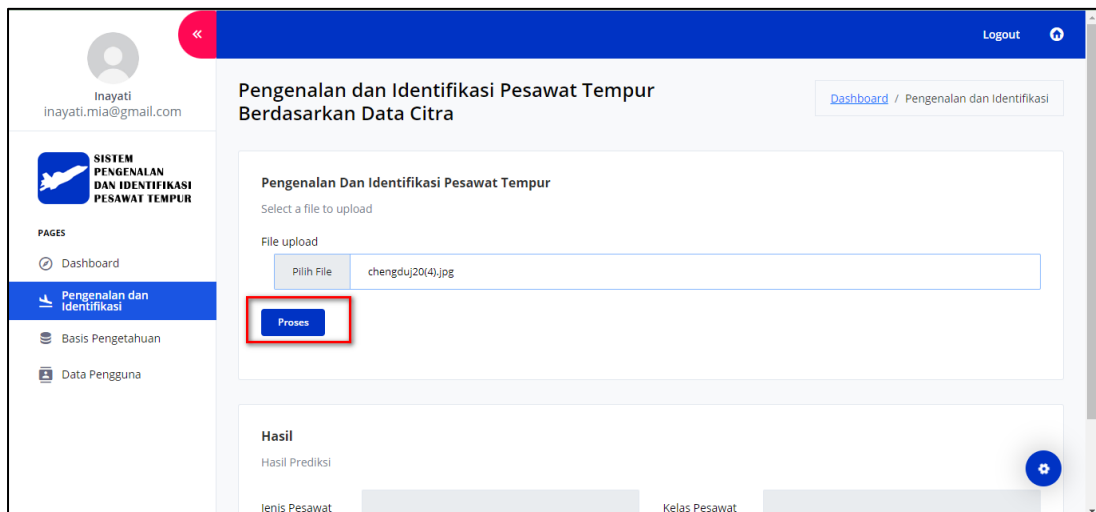 Logout
Inayati
inayati.mia@gmail.com
SISTEM
PENGENALAN
DAN IDENTIFIKASI
PESAWAT TEMPUR
PAGES
Dashboard
Pengenalan dan
Identifikasi
Basis Pengetahuan
Data Pengguna
Pengenalan dan Identifikasi Pesawat Tempur
Berdasarkan Data Citra
Dashboard / Pengenalan dan Identifikasi
Pengenalan Dan Identifikasi Pesawat Tempur
Select a file to upload
File upload
Pilih File chengduj20(4).jpg
Proses
Hasil
Hasil Prediksi
Jenis Pesawat
Kelas Pesawat